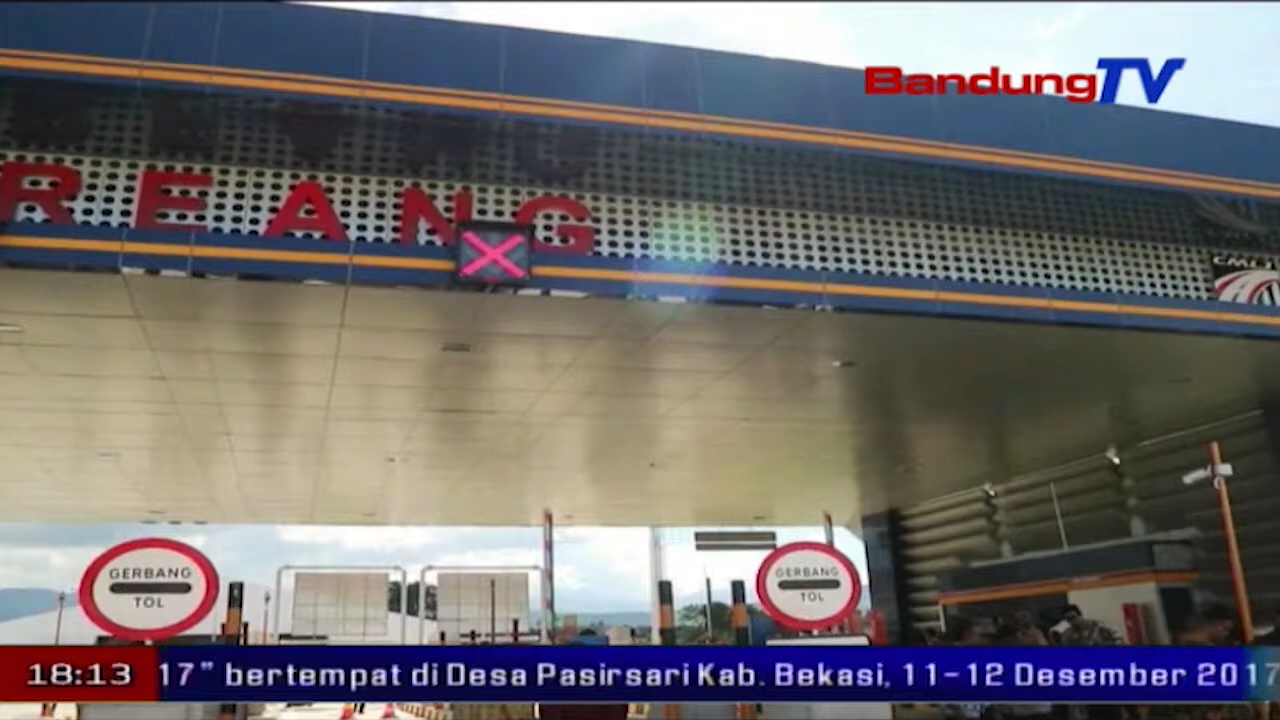 BandungTV
REANG
GERBANG
TOL
GERBANG
TOL
18:13
17” bertempat di Desa Pasirsari Kab. Bekasi, 11-12 Desember 2017